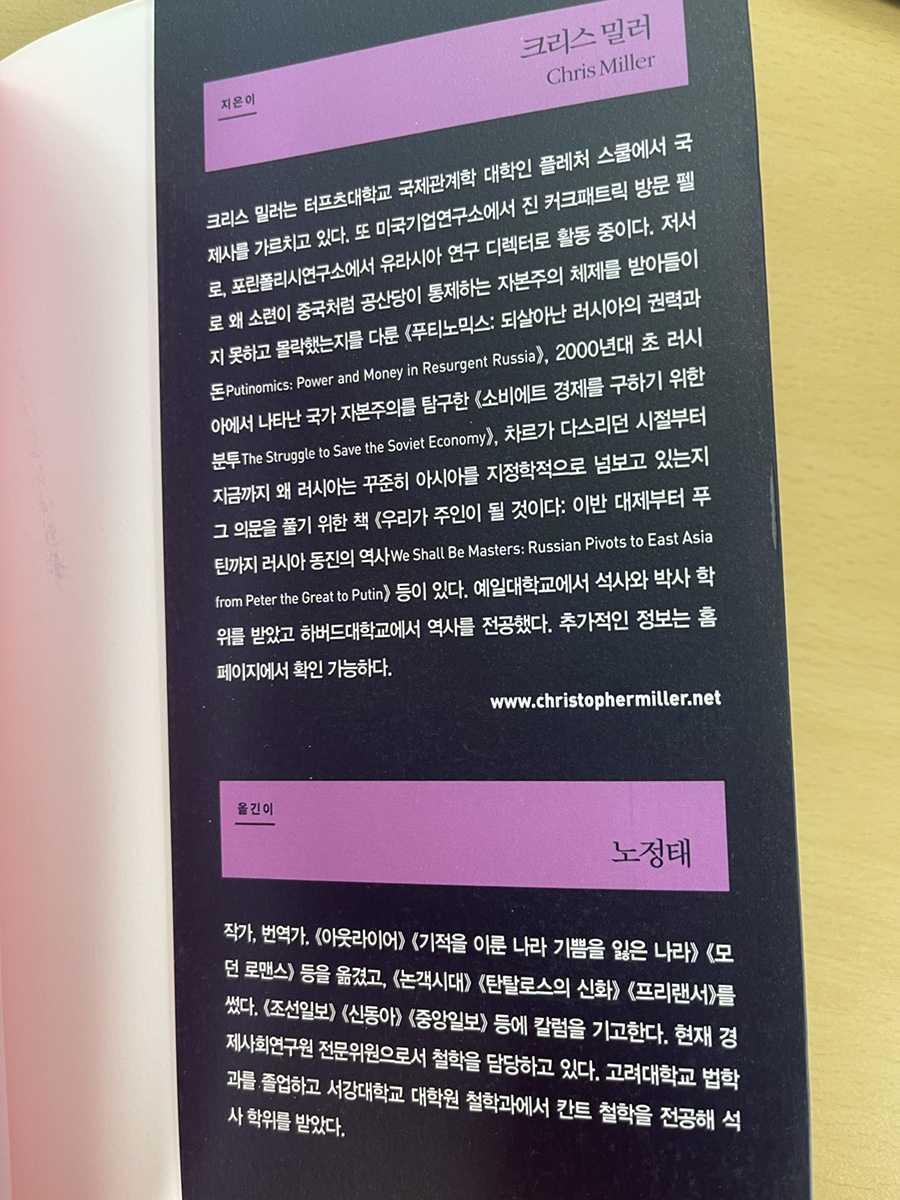 지은이
크리스 밀러
Chris Miller
크리스 밀러는 터프츠대학교 국제관계학 대학인 플레처 스쿨에서 국
제사를 가르치고 있다. 또 미국기업연구소에서 진 커크패트릭 방문 펠
로, 포린폴리시연구소에서 유라시아 연구 디렉터로 활동 중이다. 저서
로 왜 소련이 중국처럼 공산당이 통제하는 자본주의 체제를 받아들이
지 못하고 몰락했는지를 다룬 《푸티노믹스: 되살아난 러시아의 권력과
돈Putinomics: Power and Money in Resurgent Russia》, 2000년대 초 러시
아에서 나타난 국가 자본주의를 탐구한 《소비에트 경제를 구하기 위한
분투The Struggle to Save the Soviet Economy》, 차르가 다스리던 시절부터
지금까지 왜 러시아는 꾸준히 아시아를 지정학적으로 넘보고 있는지
그 의문을 풀기 위한 책 《우리가 주인이 될 것이다: 이반 대제부터 푸
틴까지 러시아 동진의 역사We Shall Be Masters: Russian Pivots to East Asia
from Peter the Great to Putin》 등이 있다. 예일대학교에서 석사와 박사 학
위를 받았고 하버드대학교에서 역사를 전공했다. 추가적인 정보는 홈
페이지에서 확인 가능하다.
www.christophermiller.net
옮긴이
노정태
작가, 번역가. 《아웃라이어》 《기적을 이룬 나라 기쁨을 잃은 나라》 《모
던 로맨스》 등을 옮겼고, 《논객시대》 《탄탈로스의 신화》 《프리랜서》를
썼다. 《조선일보》 《신동아》 《중앙일보》 등에 칼럼을 기고한다. 현재 경
제사회연구원 전문위원으로서 철학을 담당하고 있다. 고려대학교 법학
과를 졸업하고 서강대학교 대학원 철학과에서 칸트 철학을 전공해 석
사 학위를 받았다.